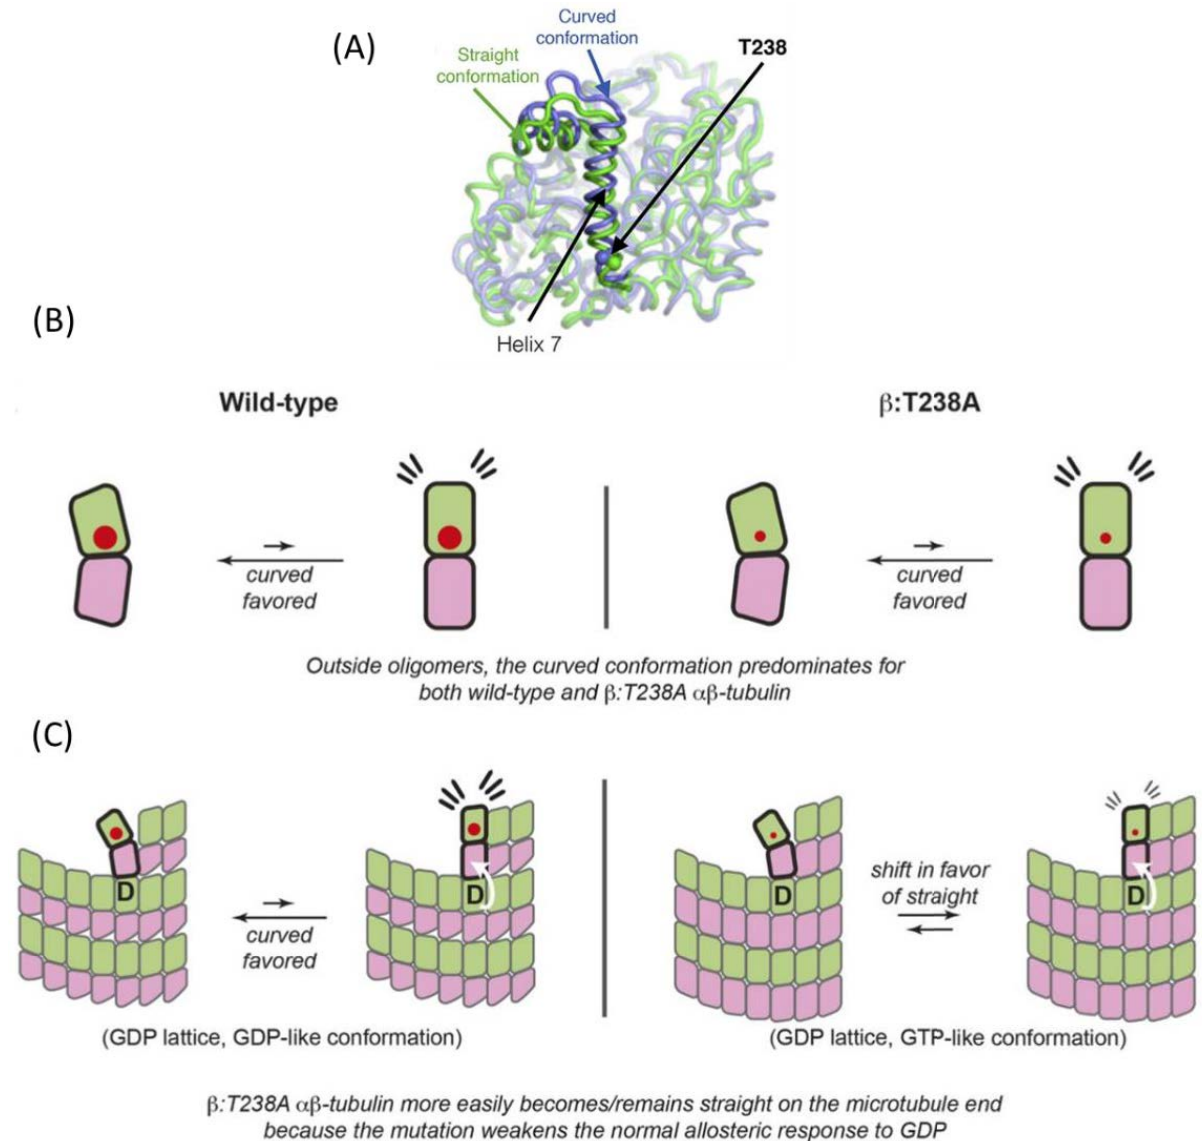 (A)
Curved
conformation
Straight
conformation
T238
Helix 7
(B)
Wild-type
β:T238A
curved
favored
curved
favored
Outside oligomers, the curved conformation predominates for
both wild-type and β:T238A αβ-tubulin
(C)
D
curved
favored
D
D
shift in favor
of straight
D
(GDP lattice, GDP-like conformation)
(GDP lattice, GTP-like conformation)
β:T238A αβ-tubulin more easily becomes/remains straight on the microtubule end
because the mutation weakens the normal allosteric response to GDP